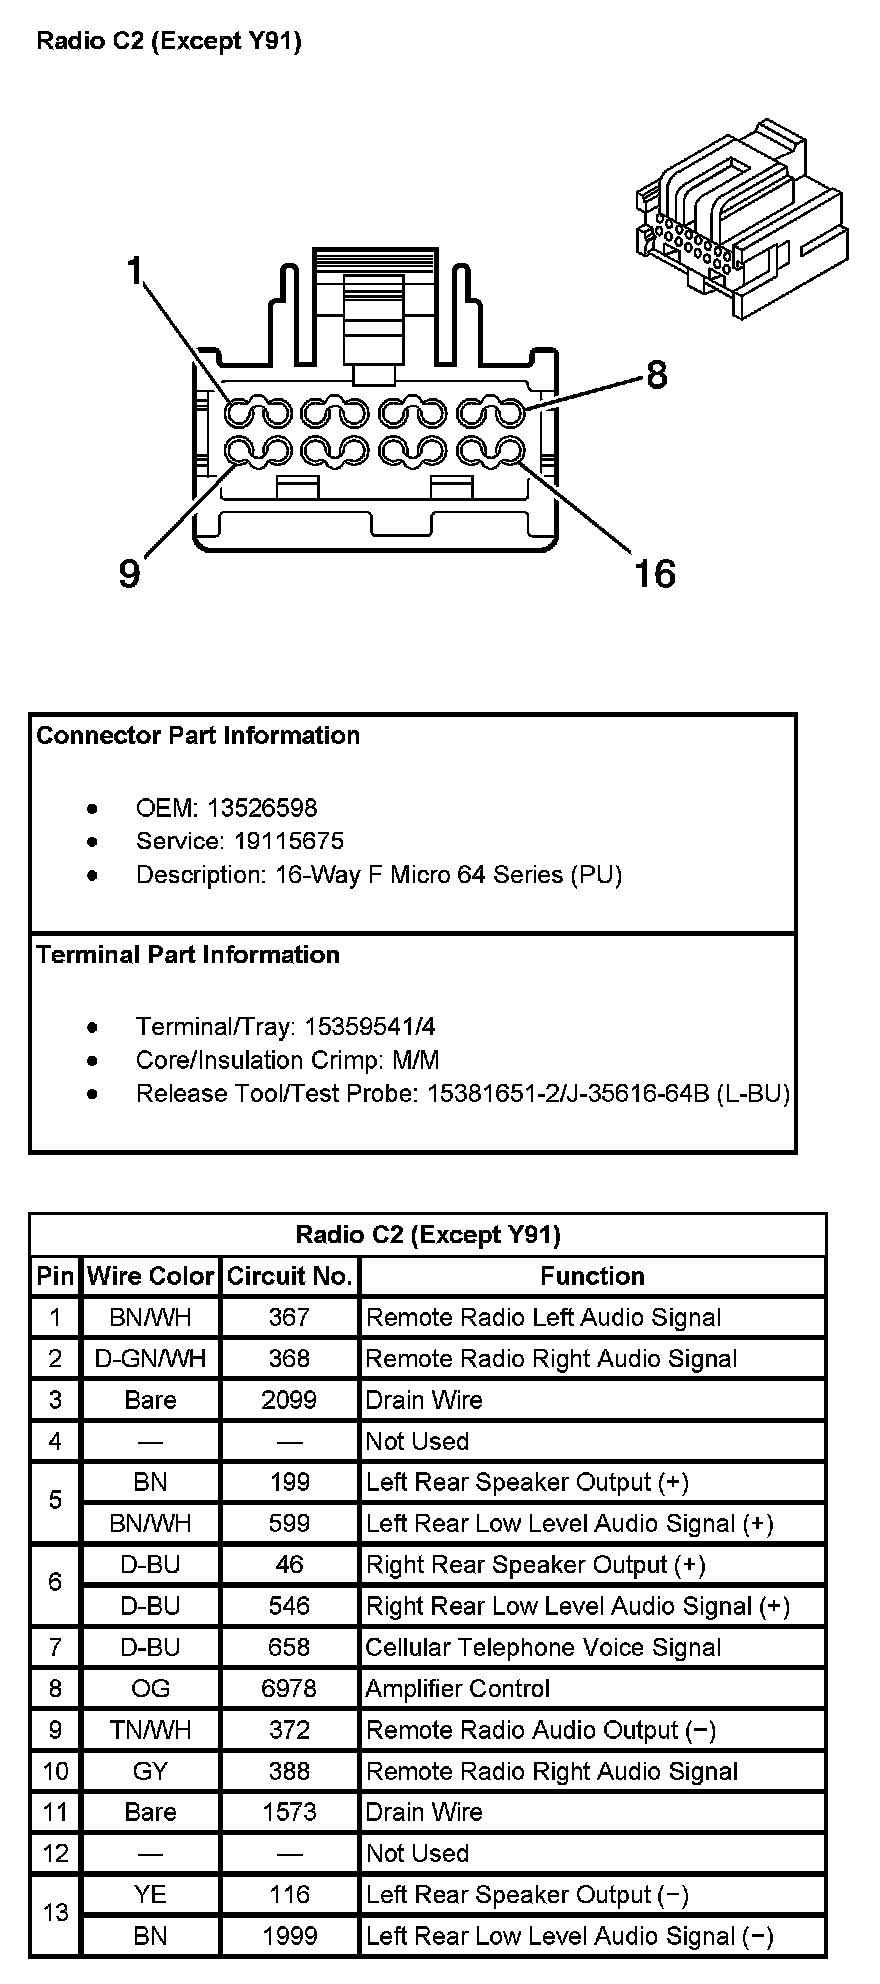 Radio C2 (Except Y91)
1
8
9
16
Connector Part Information
• OEM: 13526598
• Service: 19115675
• Description: 16-Way F Micro 64 Series (PU)
Terminal Part Information
• Terminal/Tray: 15359541/4
• Core/Insulation Crimp: M/M
• Release Tool/Test Probe: 15381651-2/J-35616-64B (L-BU)
Radio C2 (Except Y91)
Pin Wire Color Circuit No. Function
1 BN/WH 367 Remote Radio Left Audio Signal
2 D-GN/WH 368 Remote Radio Right Audio Signal
3 Bare 2099 Drain Wire
4 — — Not Used
5 BN 199 Left Rear Speaker Output (+)
BN/WH 599 Left Rear Low Level Audio Signal (+)
6 D-BU 46 Right Rear Speaker Output (+)
D-BU 546 Right Rear Low Level Audio Signal (+)
7 D-BU 658 Cellular Telephone Voice Signal
8 OG 6978 Amplifier Control
9 TN/WH 372 Remote Radio Audio Output (−)
10 GY 388 Remote Radio Right Audio Signal
11 Bare 1573 Drain Wire
12 — — Not Used
13 YE 116 Left Rear Speaker Output (−)
BN 1999 Left Rear Low Level Audio Signal (−)